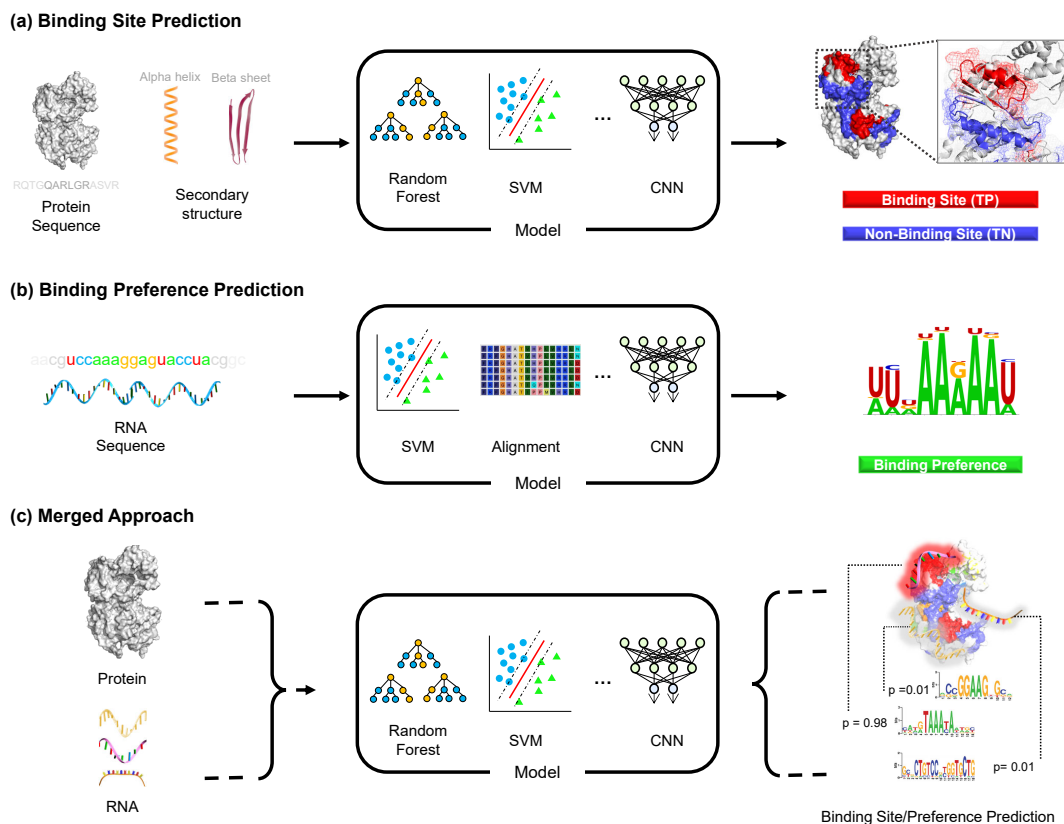 (a) Binding Site Prediction
Alpha helix
Beta sheet
RQTGQARLGRASVR
Protein
Sequence
Secondary
structure
Random
Forest
SVM
...
CNN
Model
Binding Site (TP)
Non-Binding Site (TN)
(b) Binding Preference Prediction
aacguccaaaggaguaccuacggc
RNA
Sequence
SVM
Alignment
...
CNN
Model
Binding Preference
(c) Merged Approach
Protein
RNA
Random
Forest
SVM
...
CNN
Model
p =0.01
p = 0.98
p= 0.01
Binding Site/Preference Prediction